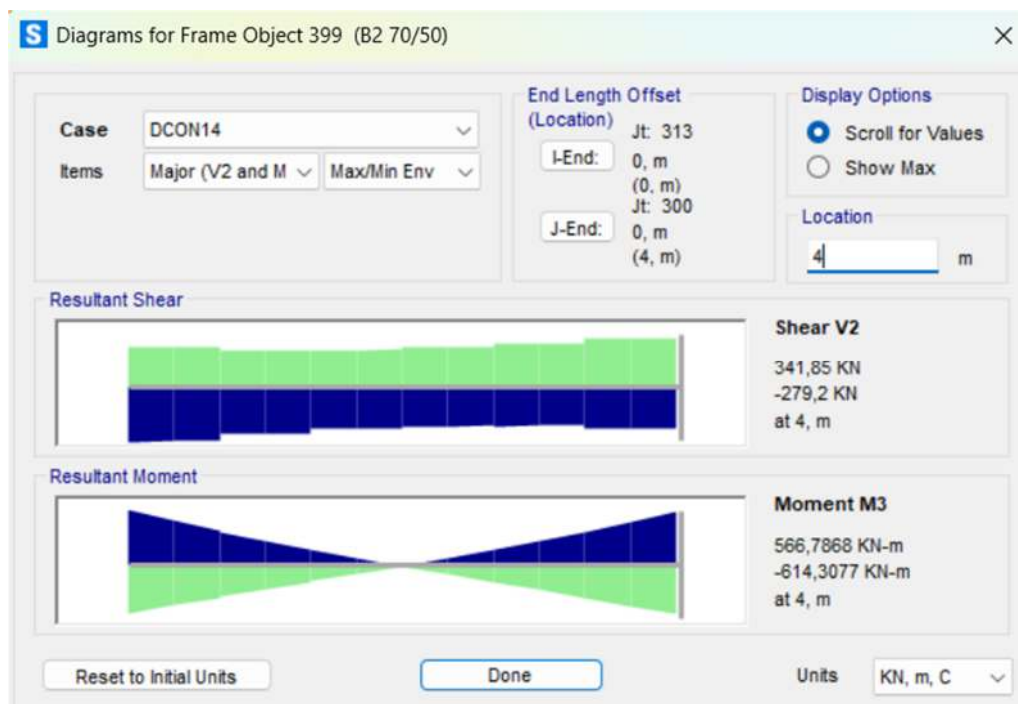 S Diagrams for Frame Object 399 (B2 70/50)
Case DCON14
Items Major (V2 and M Max/Min Env
End Length Offset
(Location)
Jt: 313
I-End: 0, m
(0, m)
Jt: 300
J-End: 0, m
(4, m)
Display Options
Scroll for Values
Show Max
Location
4 m
Resultant Shear
Shear V2
341,85 KN
-279,2 KN
at 4, m
Resultant Moment
Moment M3
566,7868 KN-m
-614,3077 KN-m
at 4, m
Reset to Initial Units Done Units KN, m, C